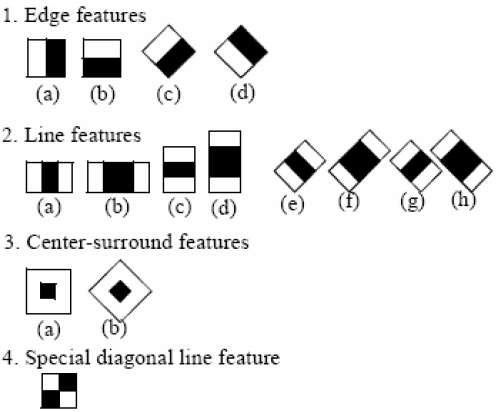 1. Edge features
(a) (b) (c) (d)
2. Line features
(a) (b) (c) (d) (e) (f) (g) (h)
3. Center-surround features
(a) (b)
4. Special diagonal line feature